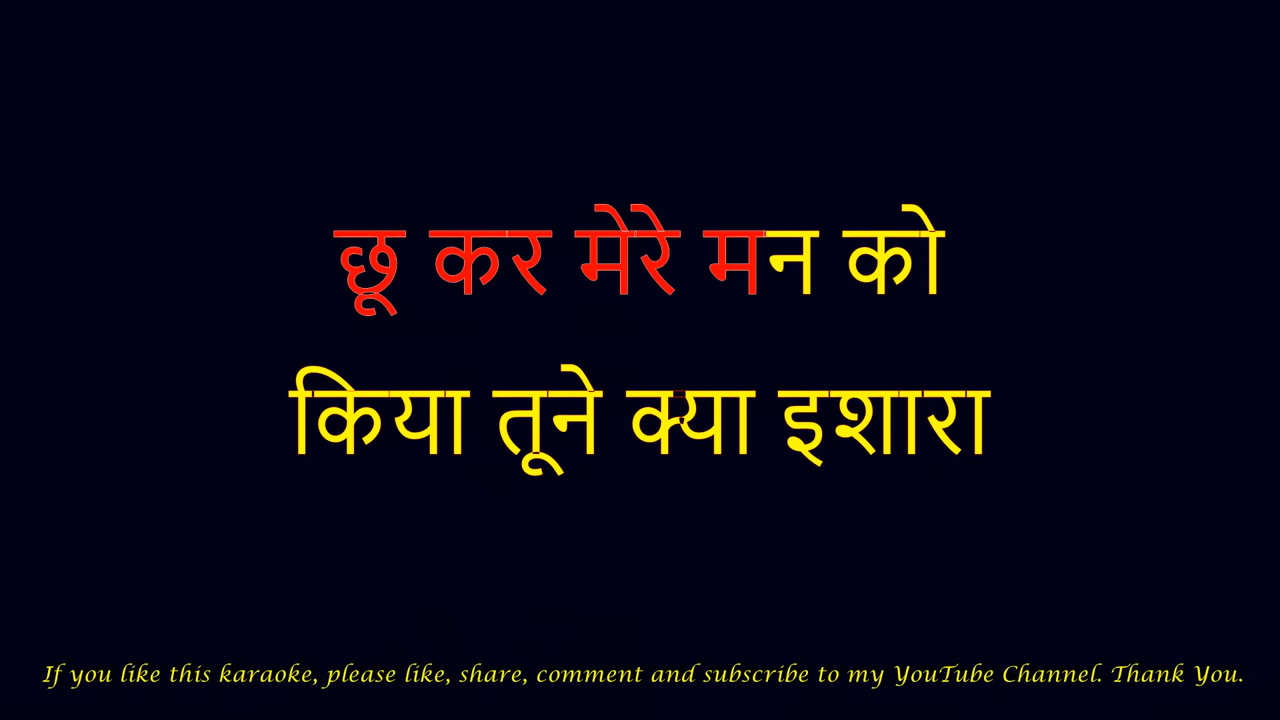 छू कर मेरे मन को
किया तूने क्या इशारा
If you like this karaoke, please like, share, comment and subscribe to my YouTube Channel. Thank You.